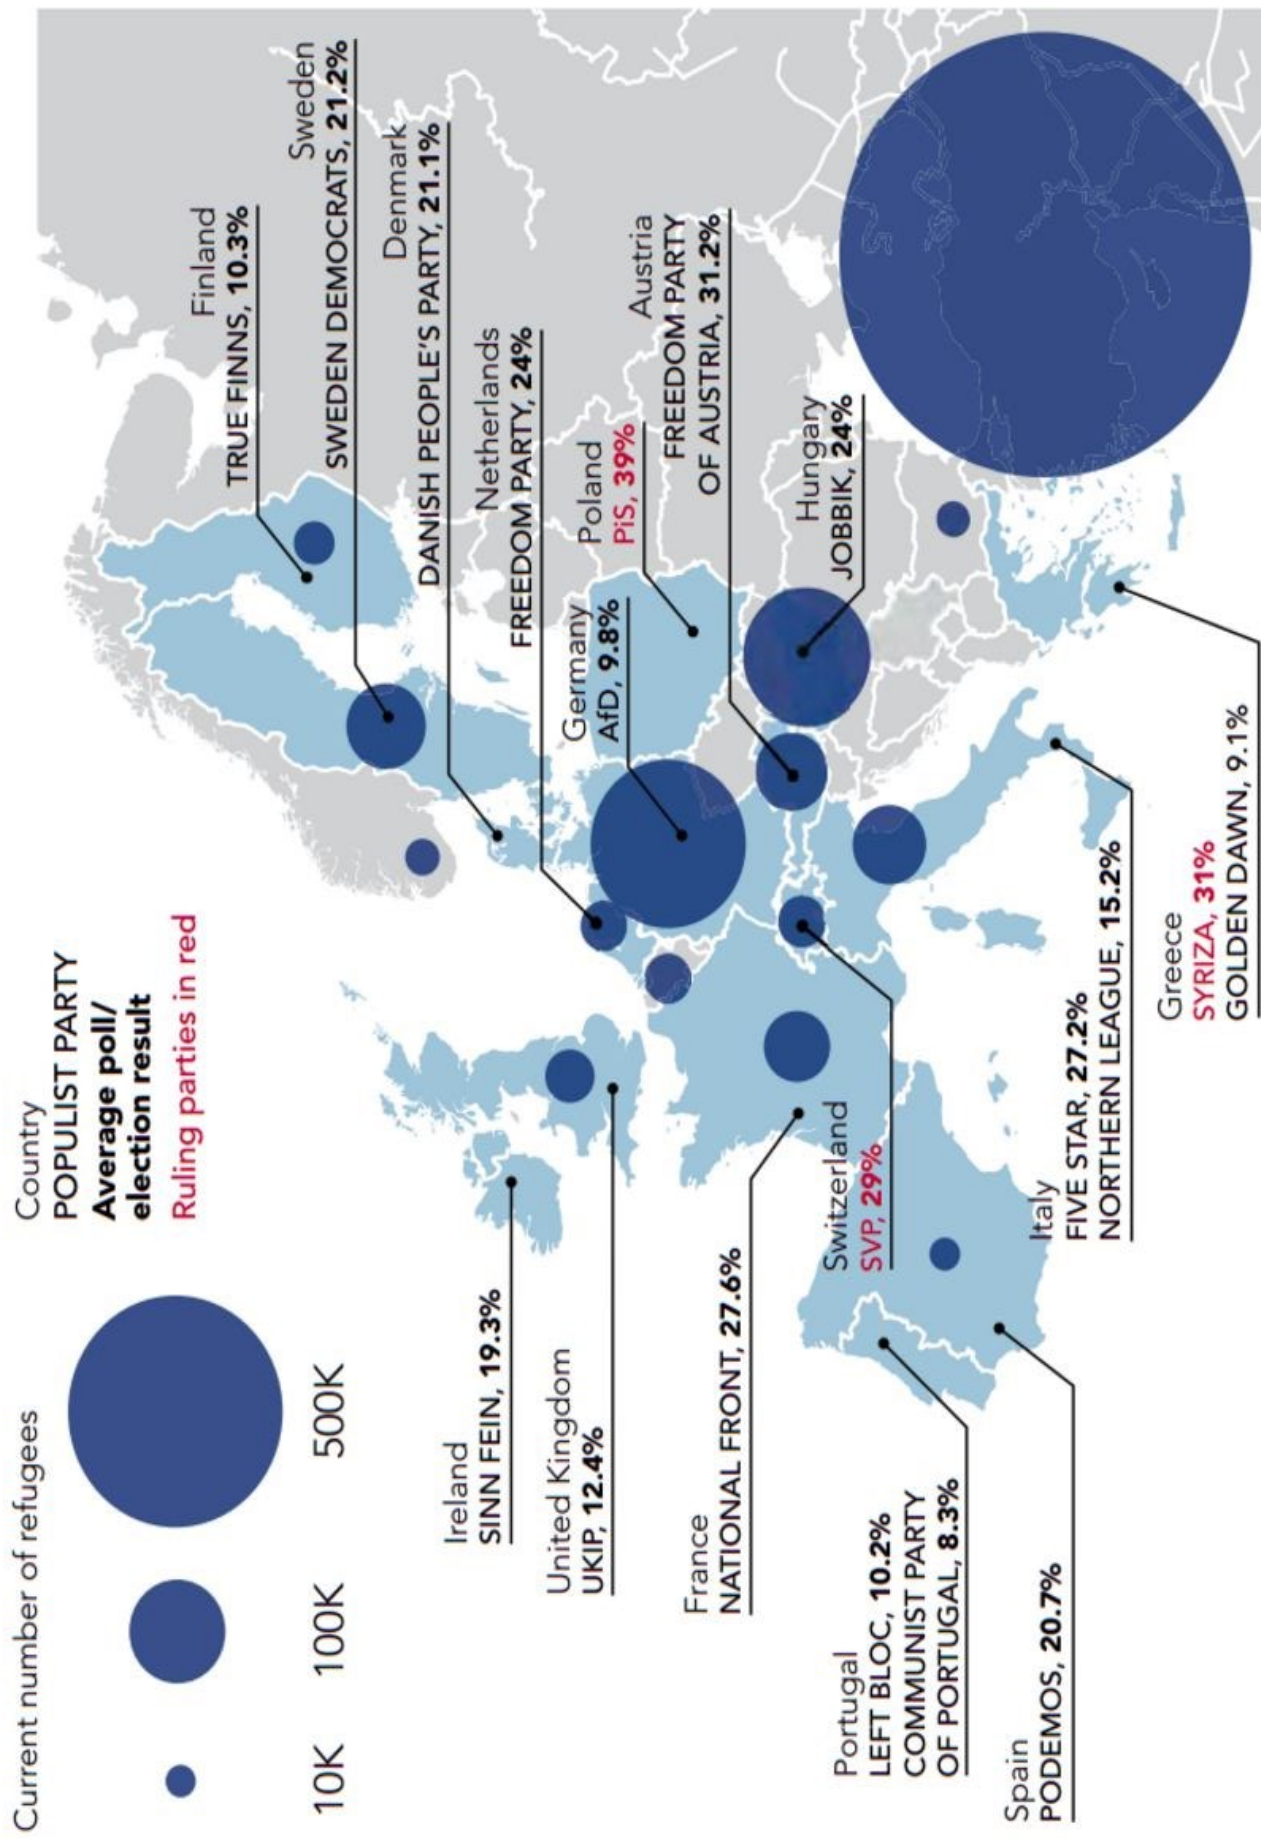 Current number of refugees
10K
100K
500K
Country
POPULIST PARTY
Average poll/
election result
Ruling parties in red
Finland
TRUE FINNS, 10.3%
Sweden
SWEDEN DEMOCRATS, 21.2%
Denmark
DANISH PEOPLE'S PARTY, 21.1%
Netherlands
FREEDOM PARTY, 24%
Germany
AfD, 9.8%
Poland
PiS, 39%
Austria
FREEDOM PARTY
OF AUSTRIA, 31.2%
Hungary
JOBBIK, 24%
Ireland
SINN FEIN, 19.3%
United Kingdom
UKIP, 12.4%
France
NATIONAL FRONT, 27.6%
Switzerland
SVP, 29%
Portugal
LEFT BLOC, 10.2%
COMMUNIST PARTY
OF PORTUGAL, 8.3%
Spain
PODEMOS, 20.7%
Italy
FIVE STAR, 27.2%
NORTHERN LEAGUE, 15.2%
Greece
SYRIZA, 31%
GOLDEN DAWN, 9.1%